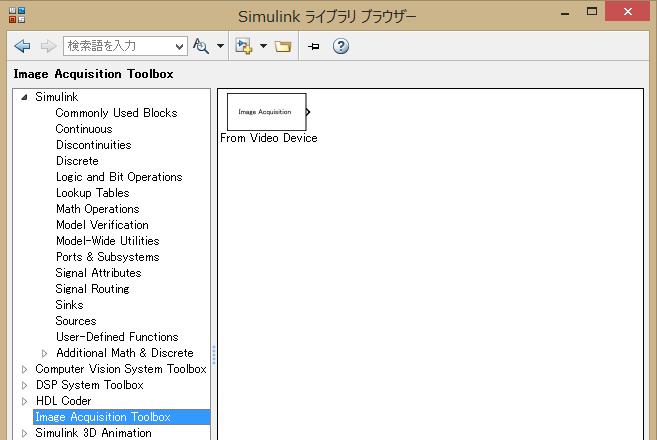 Simulink ライブラリ ブラウザー
検索語を入力
Image Acquisition Toolbox
Simulink
Commonly Used Blocks
Continuous
Discontinuities
Discrete
Logic and Bit Operations
Lookup Tables
Math Operations
Model Verification
Model-Wide Utilities
Ports & Subsystems
Signal Attributes
Signal Routing
Sinks
Sources
User-Defined Functions
Additional Math & Discrete
Computer Vision System Toolbox
DSP System Toolbox
HDL Coder
Image Acquisition Toolbox
Simulink 3D Animation
Image Acquisition
From Video Device